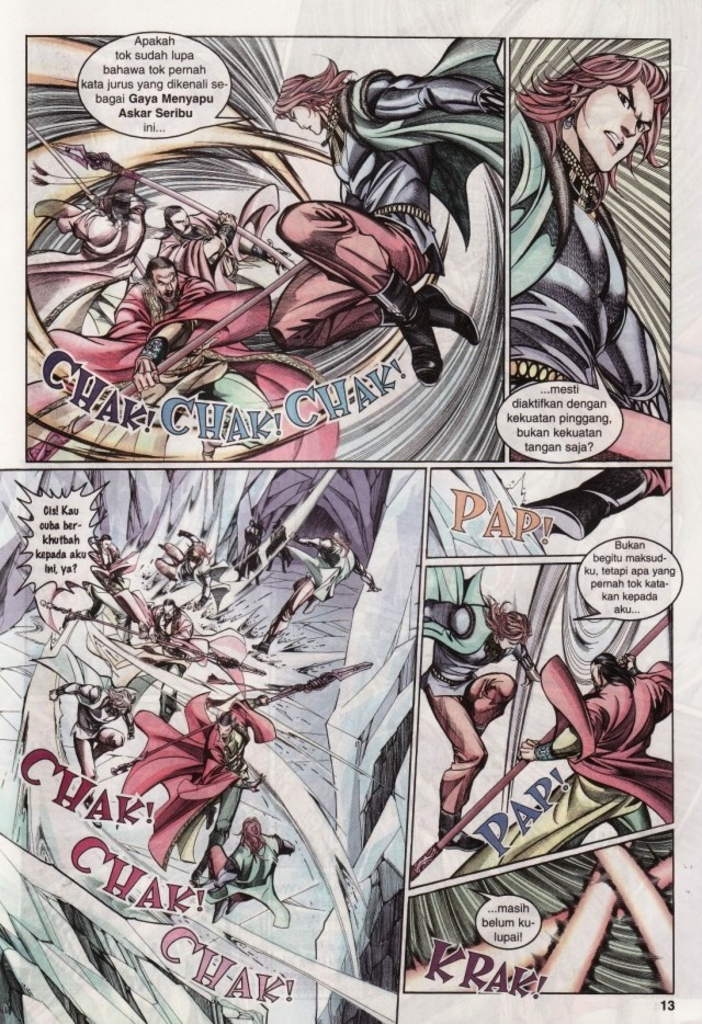 Apakah
tok sudah lupa
bahawa tok pernah
kata jurus yang dikenali se-
bagai Gaya Menyapu
Askar Seribu
ini...
CHAK! CHAK! CHAK!
...mesti
diaktifkan dengan
kekuatan pinggang,
bukan kekuatan
tangan saja?
Cis! Kau
cuba ber-
khutbah
kepada aku
ini, ya?
CHAK!
CHAK!
CHAK!
PAP!
Bukan
begitu maksud-
ku, tetapi apa yang
pernah tok kata-
kan kepada
aku...
PAP!
...masih
belum ku-
lupai!
KRAK!
13